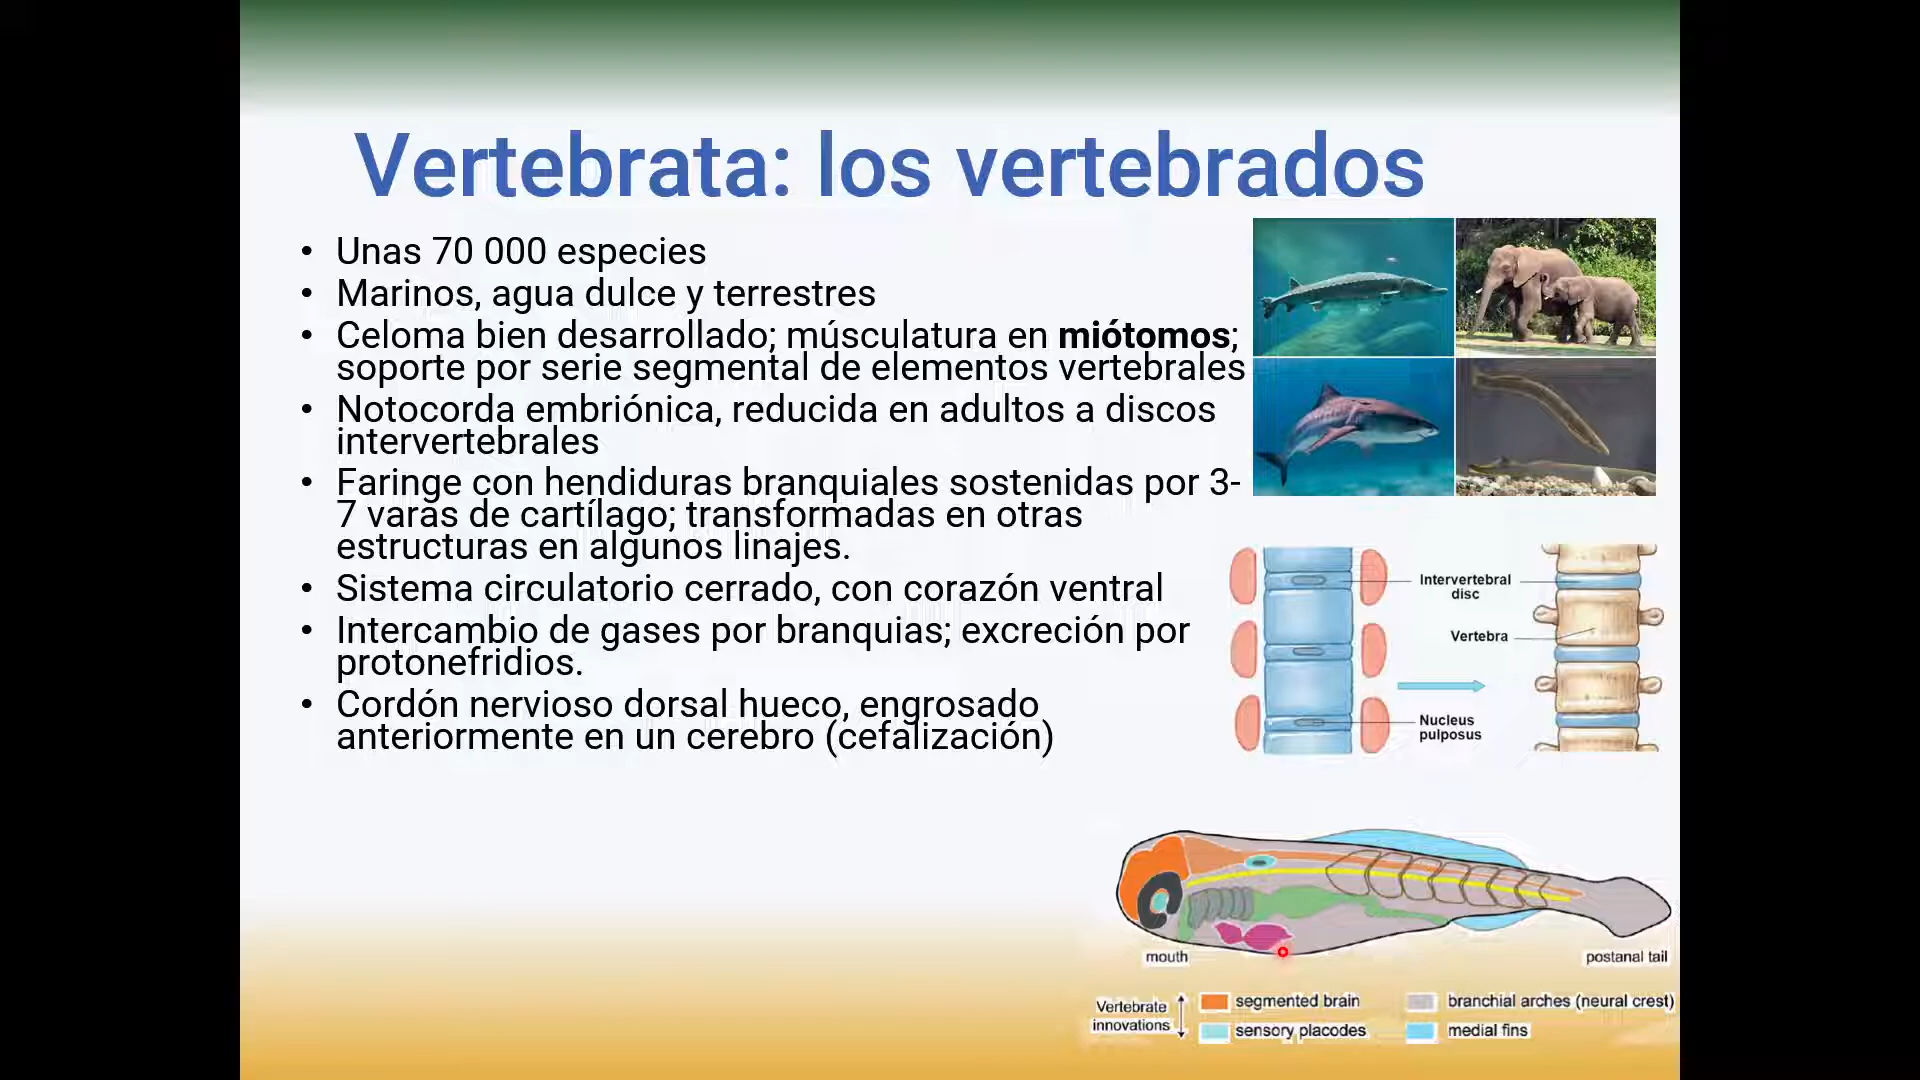 Vertebrata: los vertebrados
• Unas 70 000 especies
• Marinos, agua dulce y terrestres
• Celoma bien desarrollado; músculatura en miótomos;
soporte por serie segmental de elementos vertebrales
• Notocorda embriónica, reducida en adultos a discos
intervertebrales
• Faringe con hendiduras branquiales sostenidas por 3-
7 varas de cartílago; transformadas en otras
estructuras en algunos linajes.
• Sistema circulatorio cerrado, con corazón ventral
• Intercambio de gases por branquias; excreción por
protonefridios.
• Cordón nervioso dorsal hueco, engrosado
anteriormente en un cerebro (cefalización)
Intervertebral
disc
Vertebra
Nucleus
pulposus
mouth
postanal tail
Vertebrate
innovations
segmented brain
branchial arches (neural crest)
sensory placodes
medial fins